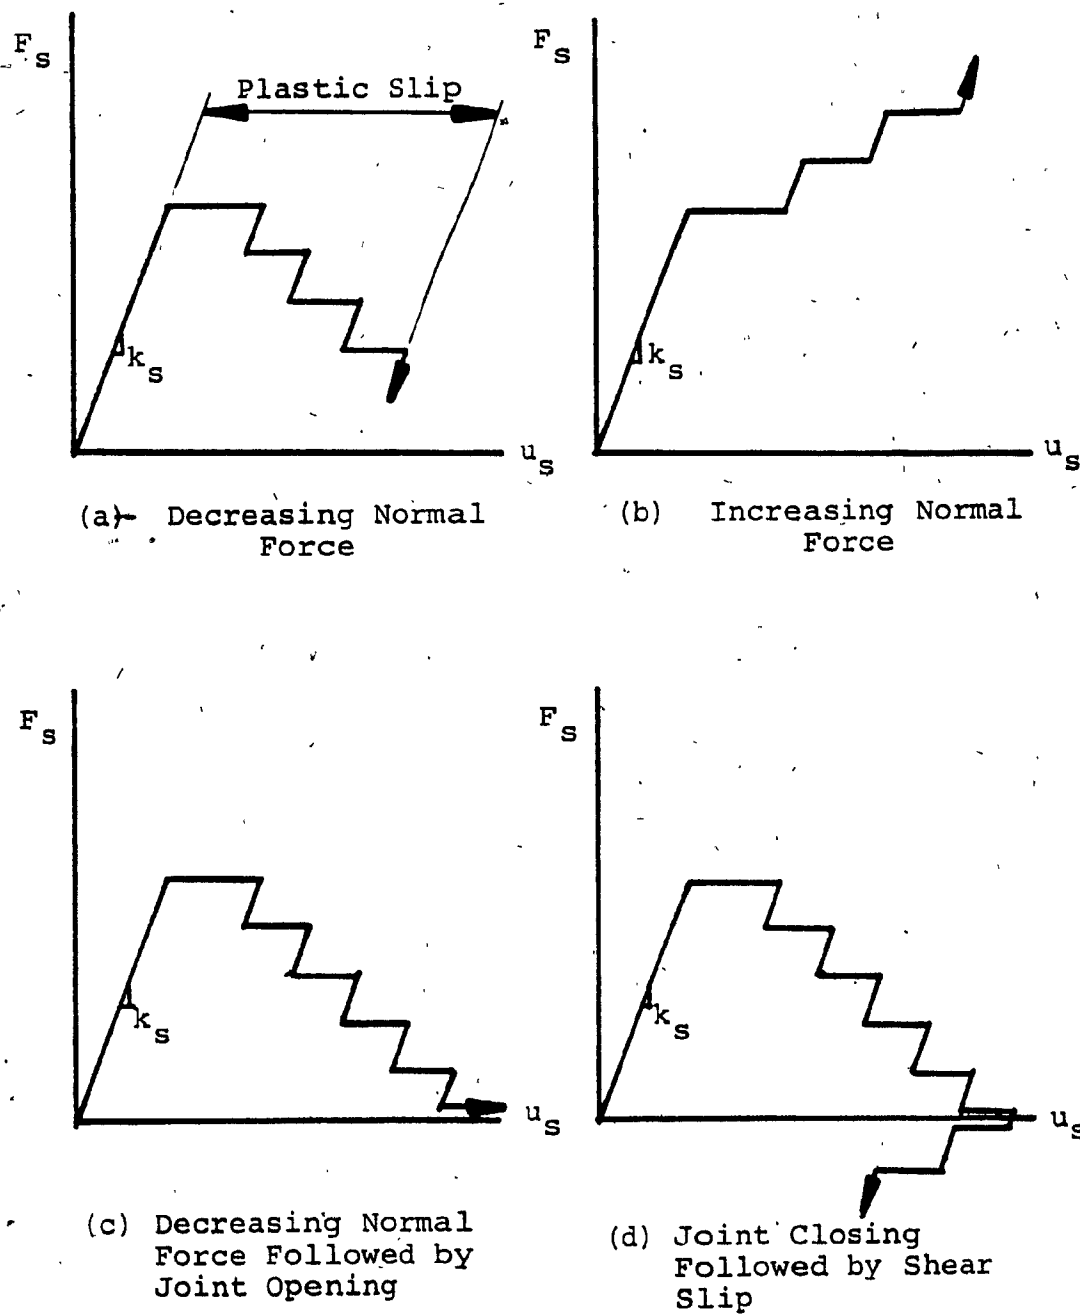 F_s
Plastic Slip
k_s
u_s
(a) Decreasing Normal
Force
F_s
k_s
u_s
(b) Increasing Normal
Force
F_s
k_s
u_s
(c) Decreasing Normal
Force Followed by
Joint Opening
F_s
k_s
u_s
(d) Joint Closing
Followed by Shear
Slip